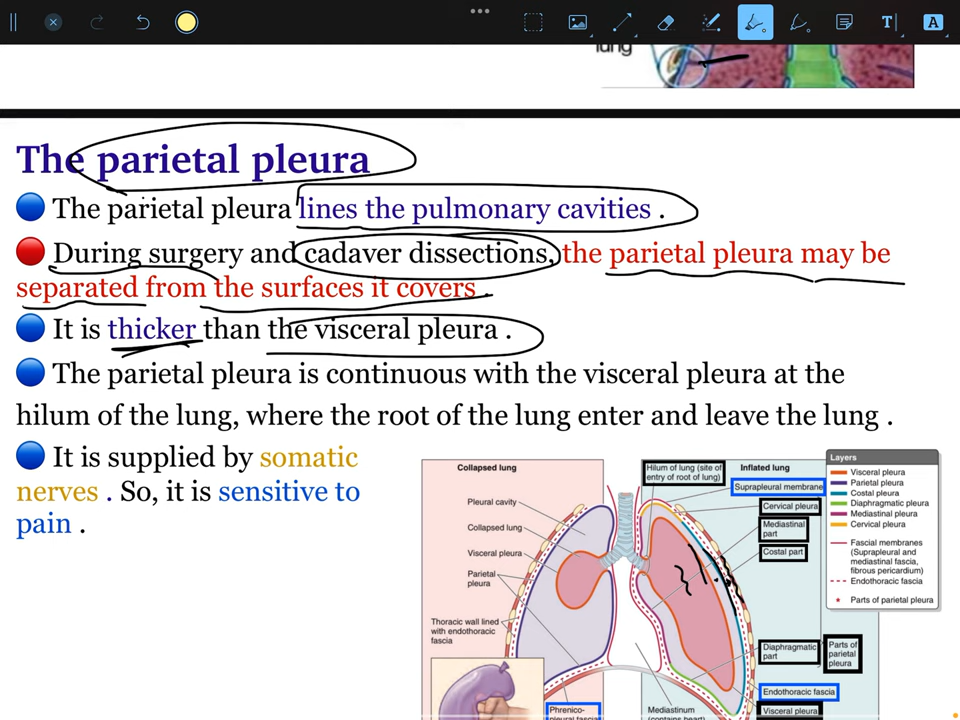 T
A
lung
The parietal pleura
The parietal pleura lines the pulmonary cavities .
During surgery and cadaver dissections, the parietal pleura may be
separated from the surfaces it covers .
It is thicker than the visceral pleura .
The parietal pleura is continuous with the visceral pleura at the
hilum of the lung, where the root of the lung enter and leave the lung .
It is supplied by somatic
nerves . So, it is sensitive to
pain .
Collapsed lung
Pleural cavity
Collapsed lung
Visceral pleura
Parietal
pleura
Thoracic wall lined
with endothoracic
fascia
Phrenico-
pleural fascia
Hilum of lung (site of
entry of root of lung)
Inflated lung
Suprapleural membrane
Cervical pleura
Mediastinal
part
Costal part
Diaphragmatic
part
Parts of
parietal
pleura
Endothoracic fascia
Visceral pleura
Mediastinum
(contains heart)
Layers
Visceral pleura
Parietal pleura
Costal pleura
Diaphragmatic pleura
Mediastinal pleura
Cervical pleura
Fascial membranes
(Suprapleural and
mediastinal fascia,
fibrous pericardium)
Endothoracic fascia
Parts of parietal pleura